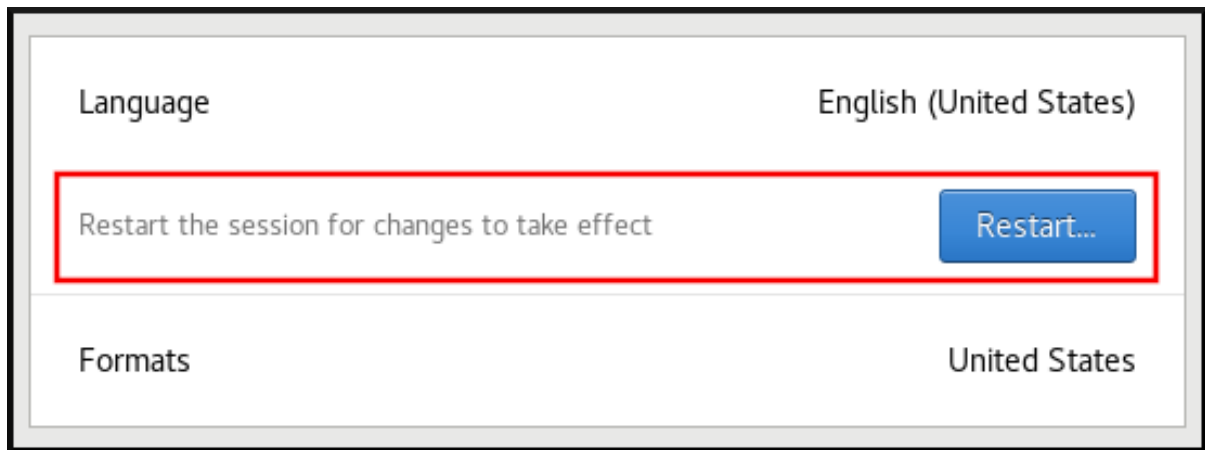 Language English (United States)
Restart the session for changes to take effect Restart...
Formats United States